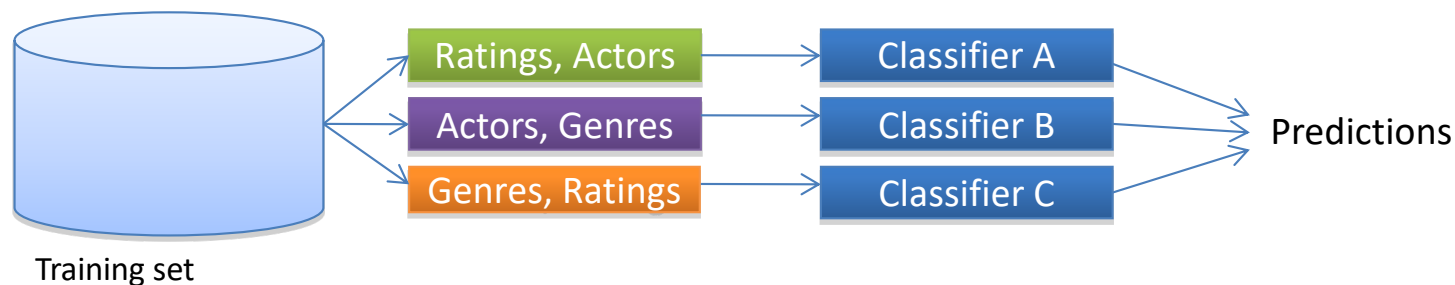 Ratings, Actors
Classifier A
Actors, Genres
Classifier B
Predictions
Genres, Ratings
Classifier C
Training set